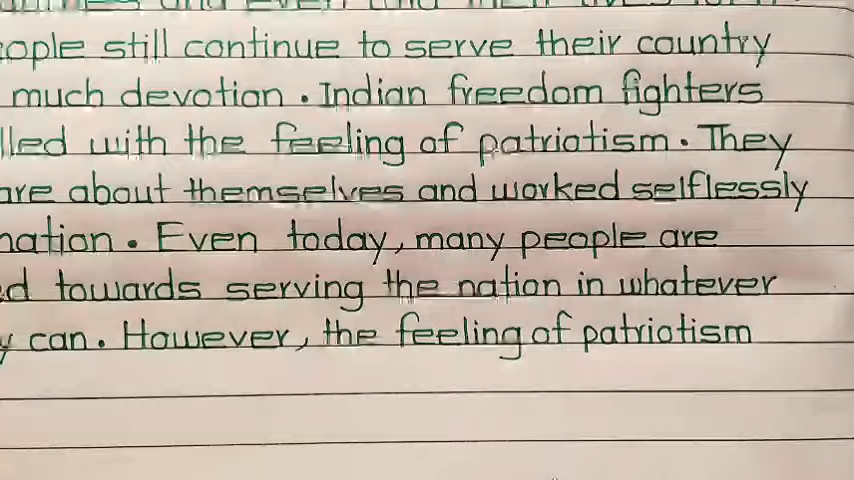 ople still continue to serve their country
much devotion. Indian freedom fighters
lled with the feeling of patriotism. They
are about themselves and worked selflessly
nation. Even today, many people are
ed towards serving the nation in whatever
y can. However, the feeling of patriotism